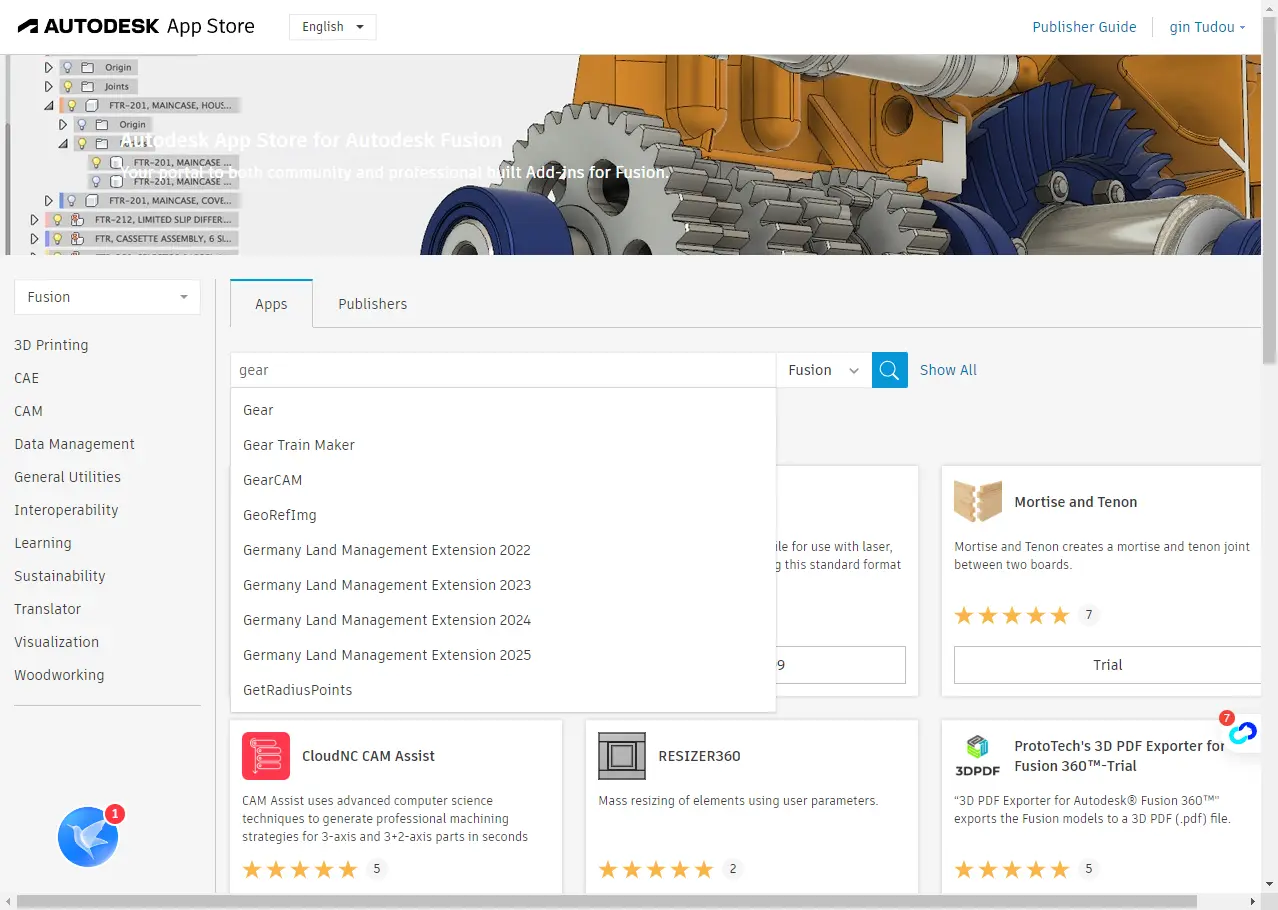 AUTODESK App Store
English
Publisher Guide
gin Tudou
Origin
Joints
FTR-201, MAINCASE, HOUS...
Origin
Autodesk App Store for Autodesk Fusion
FTR-201, MAINCASE ...
Your portal to both community and professional built Add-ins for Fusion.
FTR-201, MAINCASE ...
FTR-201, MAINCASE, COVE...
FTR-212, LIMITED SLIP DIFFER...
FTR, CASSETTE ASSEMBLY, 6 SI...
Fusion
3D Printing
CAE
CAM
Data Management
General Utilities
Interoperability
Learning
Sustainability
Translator
Visualization
Woodworking
1
Apps
Publishers
gear
Fusion
Show All
Gear
Gear Train Maker
GearCAM
GeoRefImg
Germany Land Management Extension 2022
Germany Land Management Extension 2023
Germany Land Management Extension 2024
Germany Land Management Extension 2025
GetRadiusPoints
ile for use with laser,
g this standard format
9
Mortise and Tenon
Mortise and Tenon creates a mortise and tenon joint
between two boards.
7
Trial
CloudNC CAM Assist
CAM Assist uses advanced computer science
techniques to generate professional machining
strategies for 3-axis and 3+2-axis parts in seconds
5
RESIZER360
Mass resizing of elements using user parameters.
2
3DPDF
ProtoTech's 3D PDF Exporter for
Fusion 360™-Trial
"3D PDF Exporter for Autodesk® Fusion 360™"
exports the Fusion models to a 3D PDF (.pdf) file.
5
7